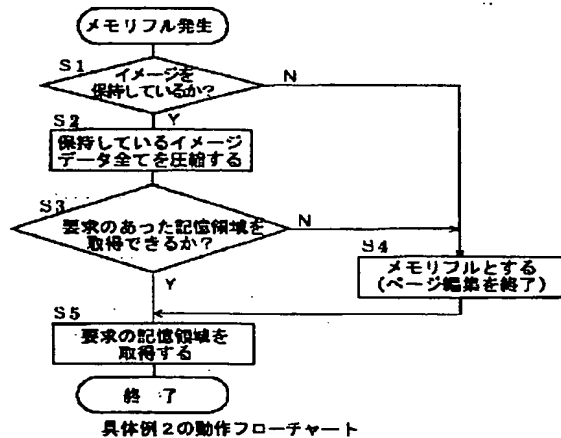 メモリフル発生
S1
イメージを
保持しているか?
N
Y
S2
保持しているイメージ
データ全てを圧縮する
S3
要求のあった記憶領域を
取得できるか?
N
Y
S4
メモリフルとする
(ページ編集を終了)
S5
要求の記憶領域を
取得する
終 了
具体例2の動作フローチャート